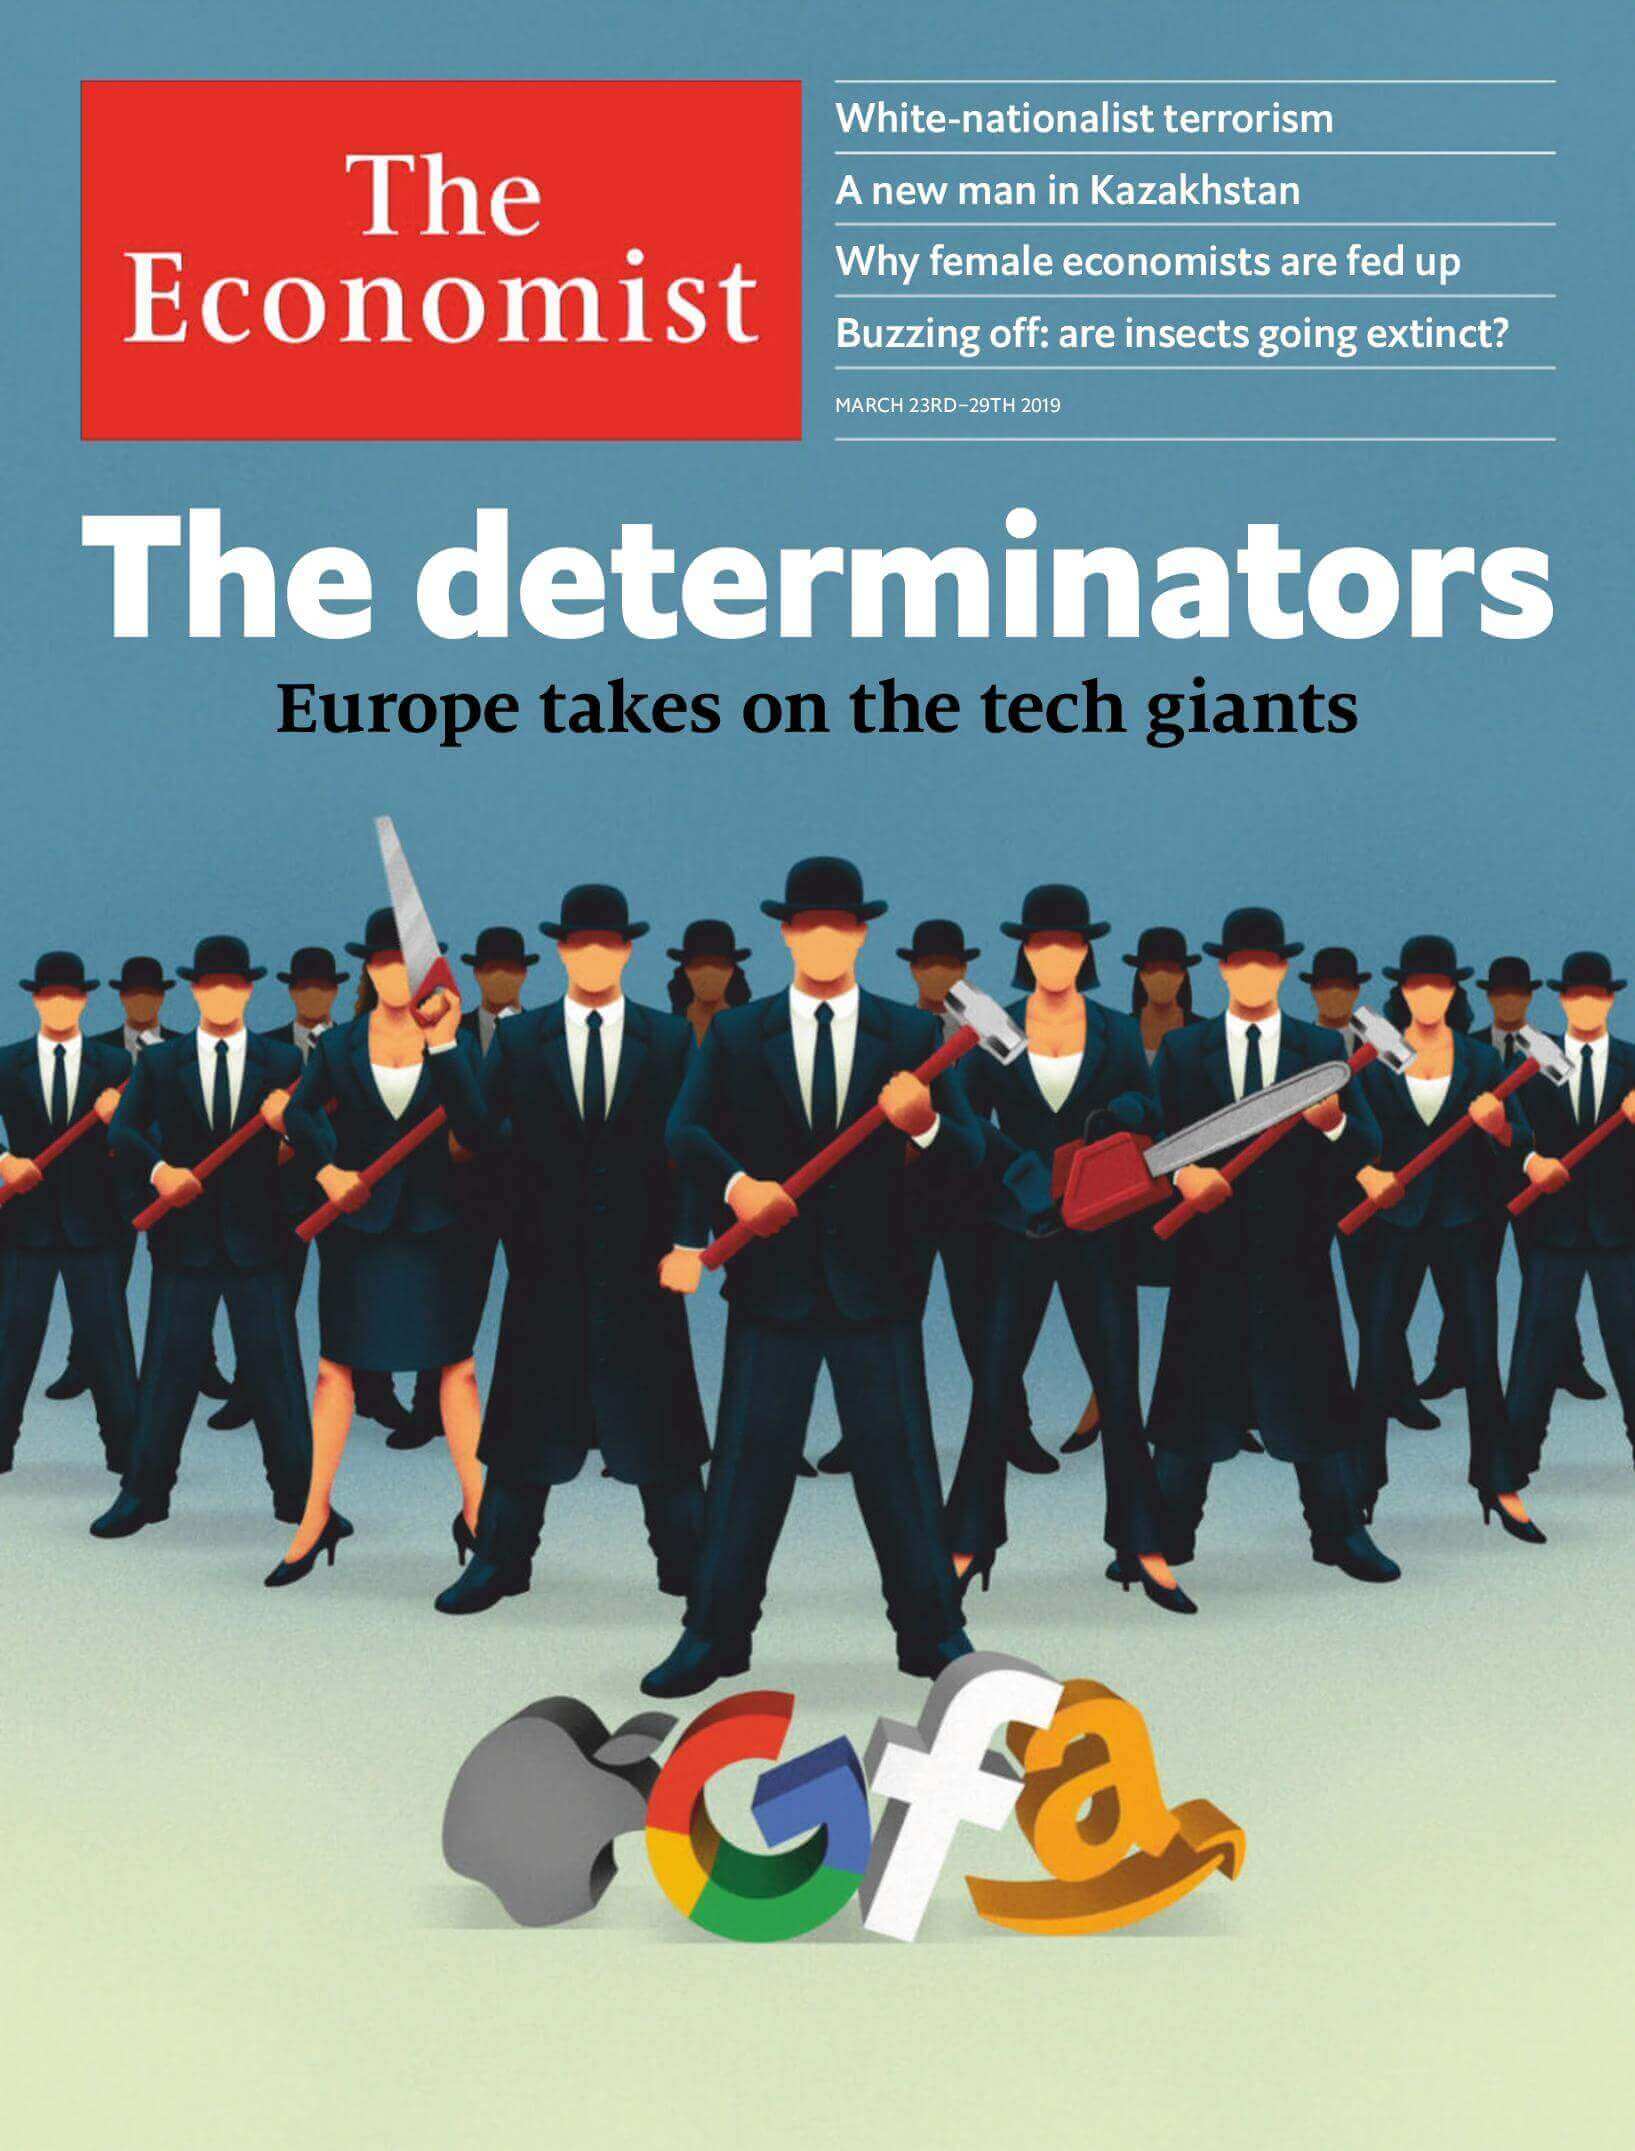 The
Economist
White-nationalist terrorism
A new man in Kazakhstan
Why female economists are fed up
Buzzing off: are insects going extinct?
MARCH 23RD–29TH 2019
The determinators
Europe takes on the tech giants
G
f
a